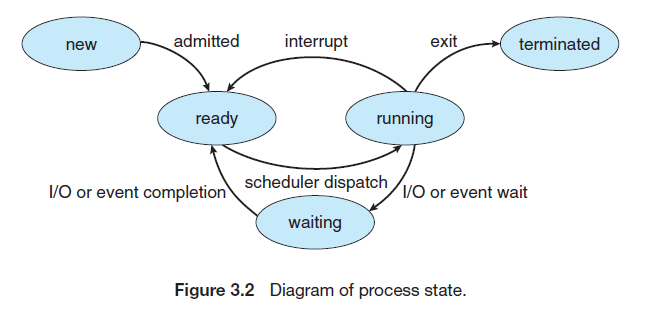 new
admitted
interrupt
exit
terminated
ready
running
I/O or event completion
scheduler dispatch
I/O or event wait
waiting
Figure 3.2 Diagram of process state.